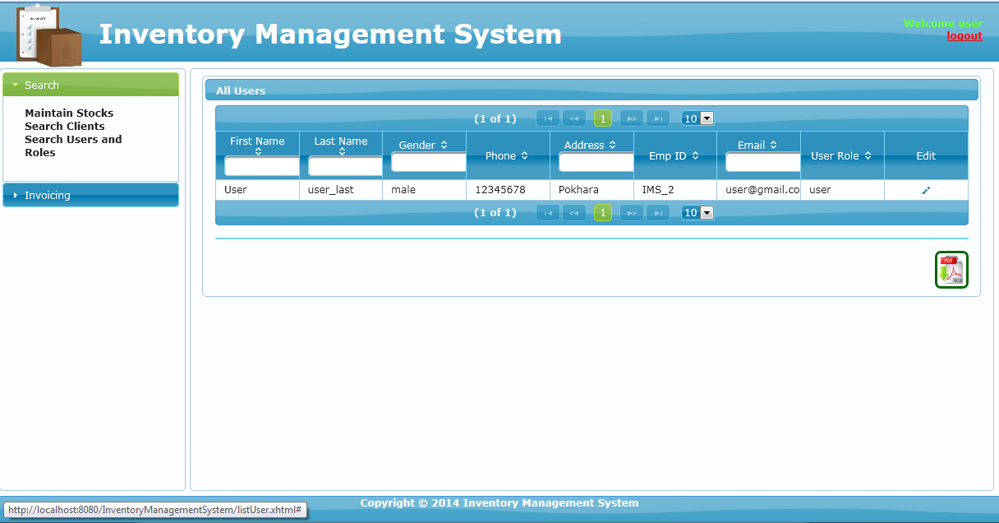 Inventory Management System
Welcome user
logout
Search
Maintain Stocks
Search Clients
Search Users and
Roles
Invoicing
All Users
(1 of 1) 1 10
First Name Last Name Gender Phone Address Emp ID Email User Role Edit
User user_last male 12345678 Pokhara IMS_2 user@gmail.co user
(1 of 1) 1 10
PDF
Copyright © 2014 Inventory Management System
http://localhost:8080/InventoryManagementSystem/listUser.xhtml#